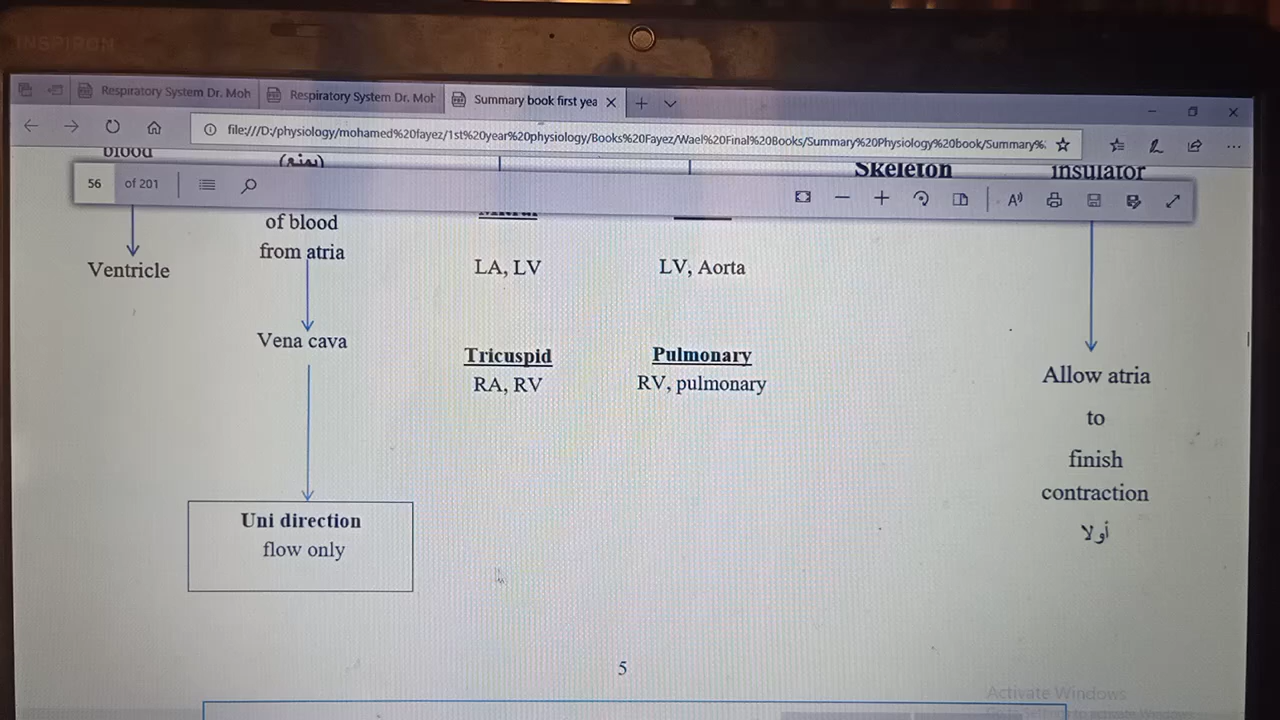 INSPIRON
Respiratory System Dr. Moh
Respiratory System Dr. Moh
Summary book first yea
file:///D:/physiology/mohamed%20fayez/1st%20year%20physiology/Books%20Fayez/Wael%20Final%20Books/Summary%20Physiology%20book/Summary%
blood
(يمنع)
Skeleton
insulator
56 of 201
of blood
from atria
Ventricle
LA, LV
LV, Aorta
Vena cava
Tricuspid
RA, RV
Pulmonary
RV, pulmonary
Allow atria
to
finish
contraction
أولا
Uni direction
flow only
5
Activate Windows